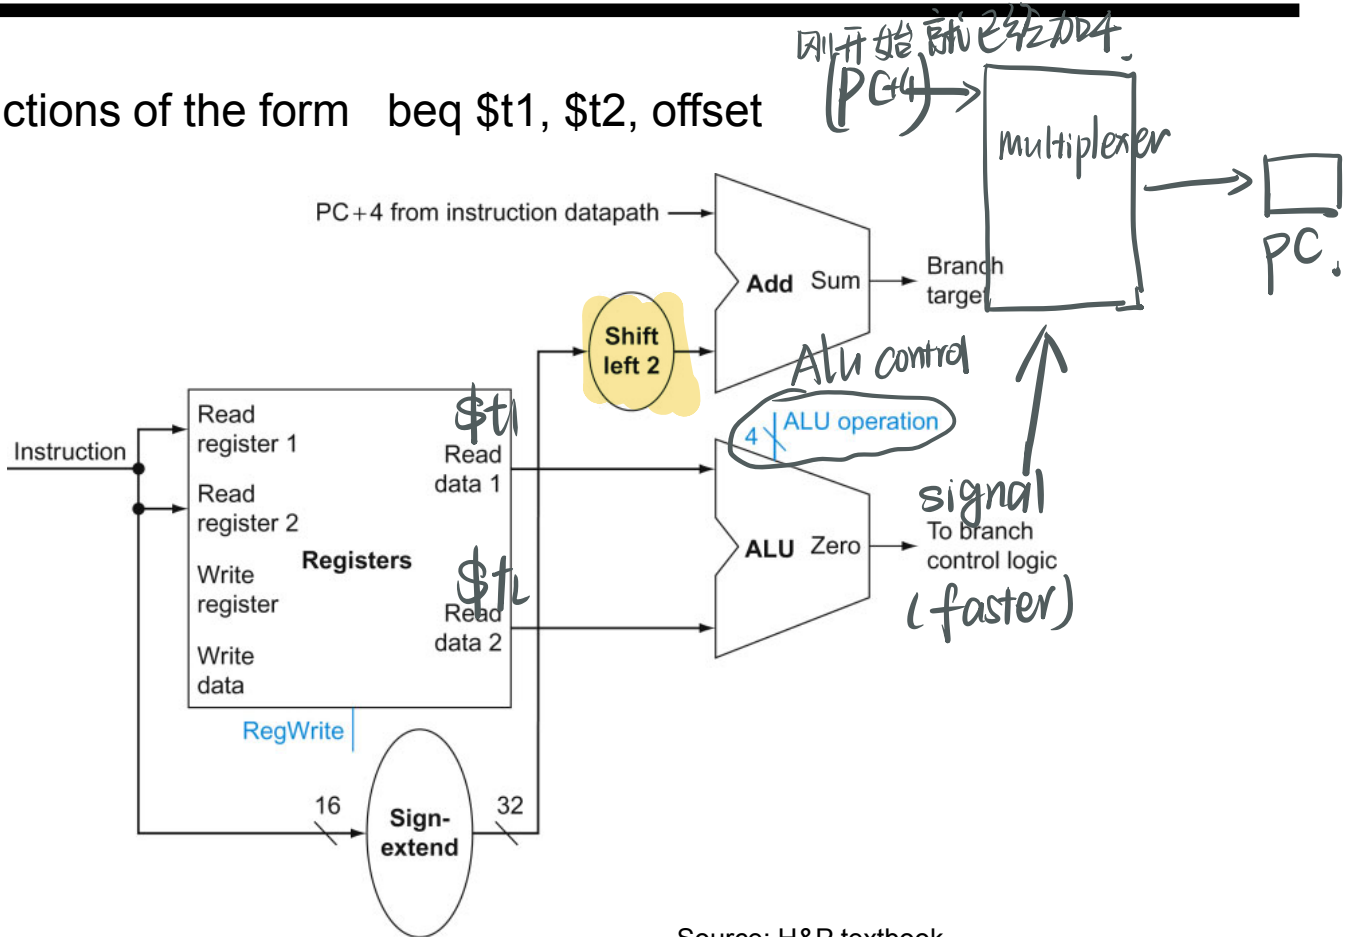 刚开始就已经加4.
(PC+4)
ctions of the form beq $t1, $t2, offset
multiplexer
PC.
PC+4 from instruction datapath
Add Sum
Branch
target
Shift
left 2
Alu control
4 ALU operation
Instruction
Read
register 1
$t1
Read
data 1
Read
register 2
Registers
signal
To branch
control logic
(faster)
ALU Zero
Write
register
$t2
Read
data 2
Write
data
RegWrite
16
32
Sign-
extend